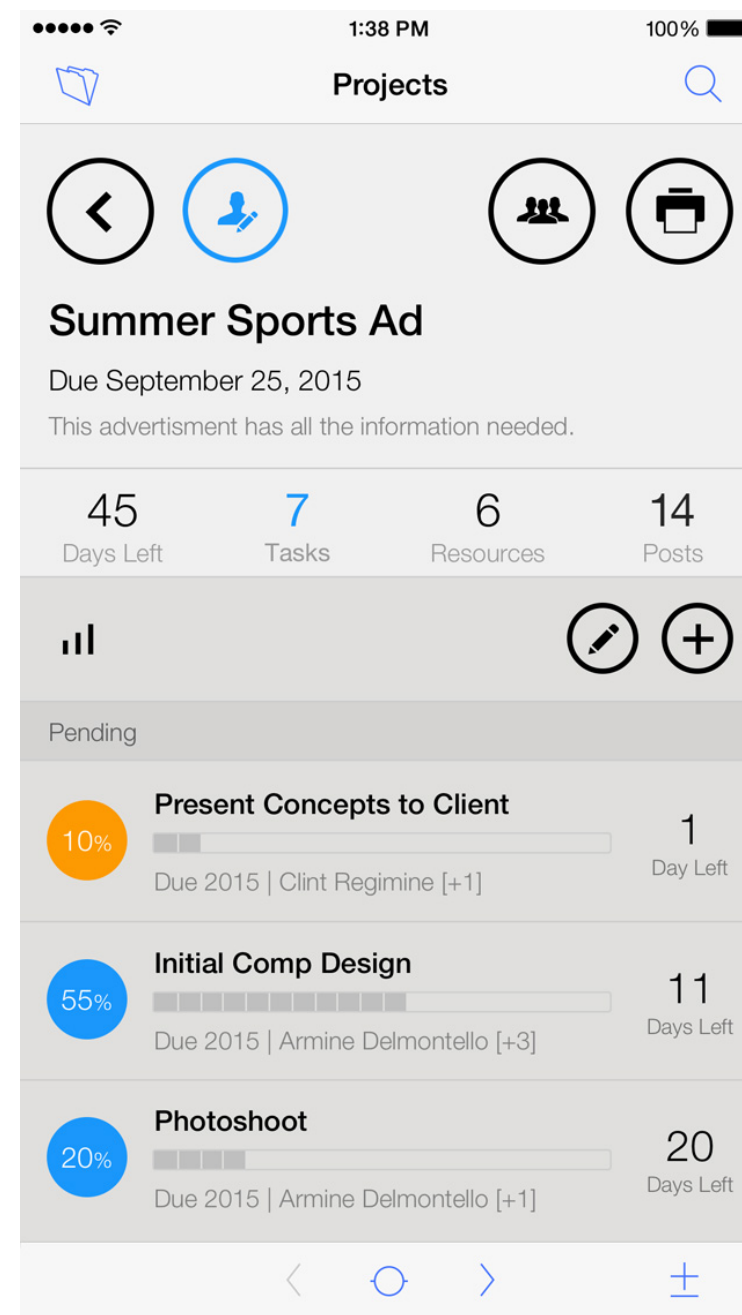 1:38 PM 100%
Projects
Summer Sports Ad
Due September 25, 2015
This advertisment has all the information needed.
45 7 6 14
Days Left Tasks Resources Posts
Pending
Present Concepts to Client
10%
1
Day Left
Due 2015 | Clint Regimine [+1]
Initial Comp Design
55%
11
Days Left
Due 2015 | Armine Delmontello [+3]
Photoshoot
20%
20
Days Left
Due 2015 | Armine Delmontello [+1]